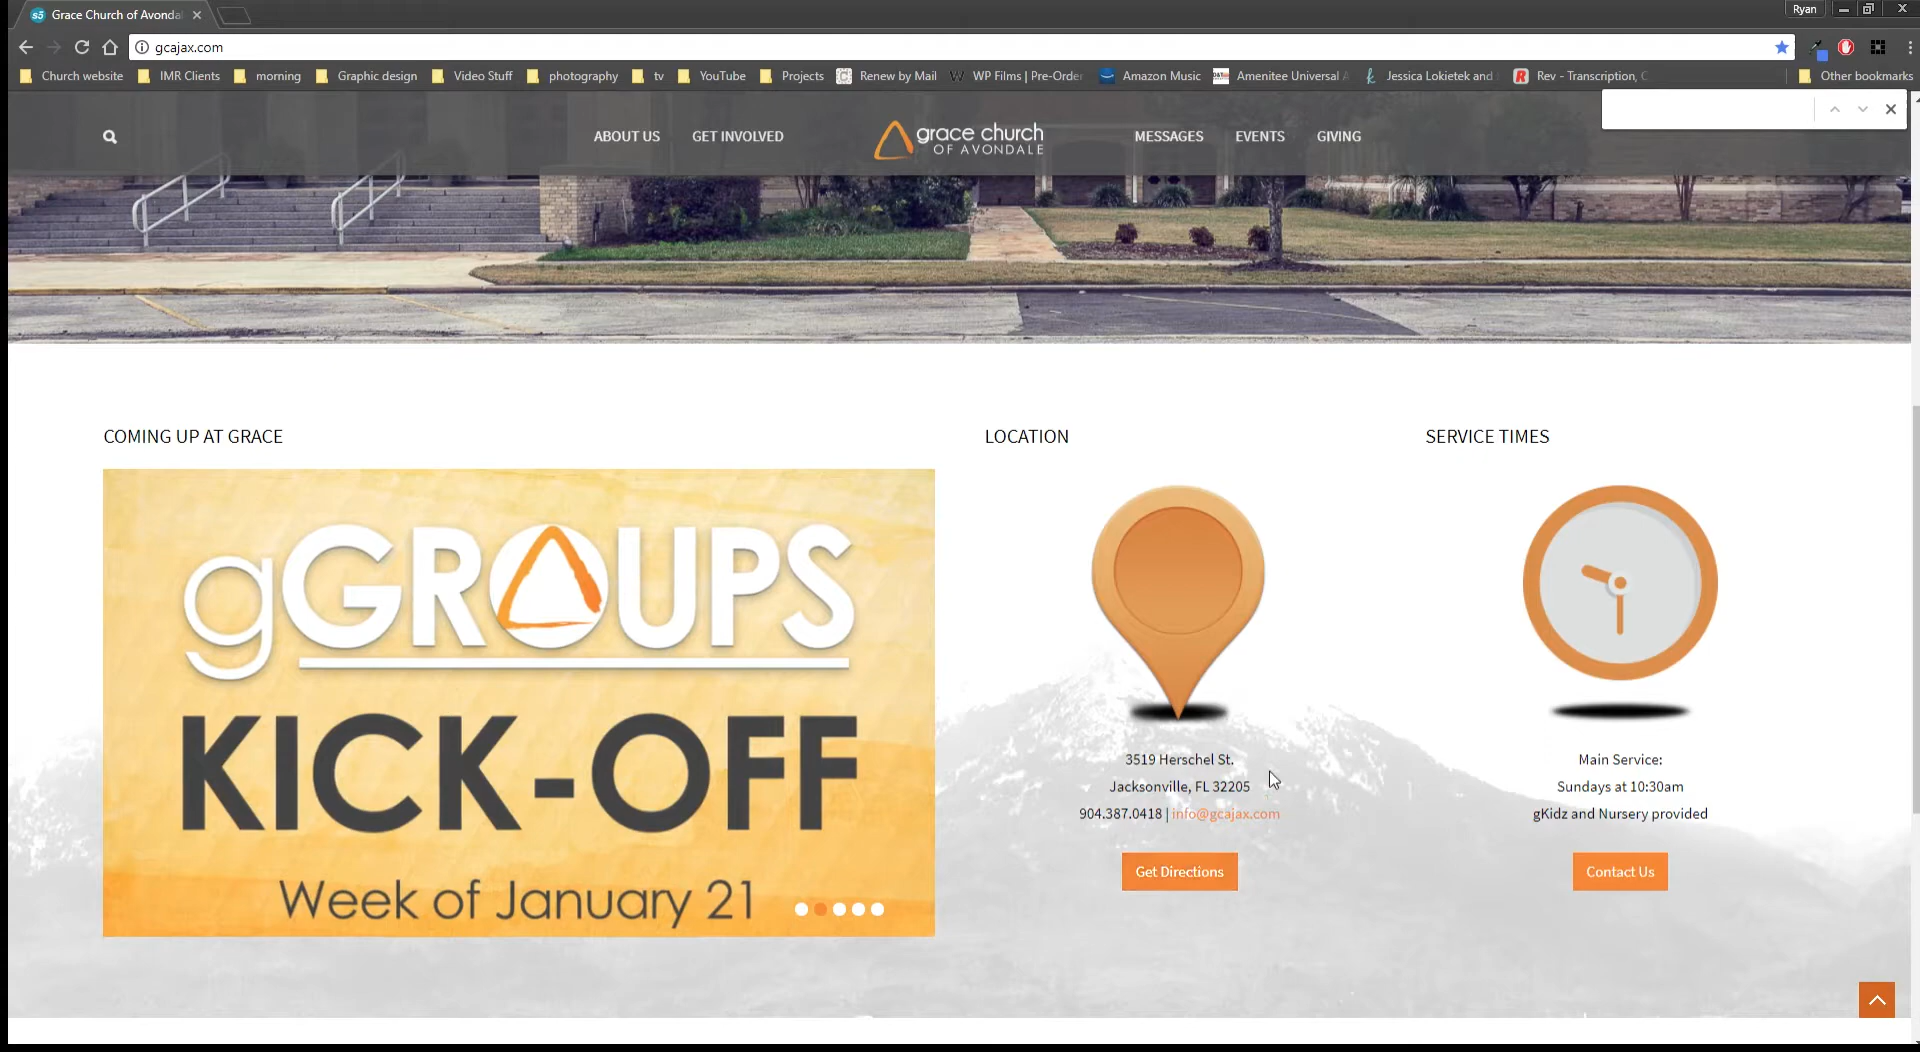 Grace Church of Avonda
Ryan
gcajax.com
Church website
IMR Clients
morning
Graphic design
Video Stuff
photography
tv
YouTube
Projects
Renew by Mail
WP Films | Pre-Order
Amazon Music
Amenitee Universal A
Jessica Lokietek and
Rev - Transcription, C
Other bookmarks
ABOUT US
GET INVOLVED
grace church
OF AVONDALE
MESSAGES
EVENTS
GIVING
COMING UP AT GRACE
gGROUPS
KICK-OFF
Week of January 21
LOCATION
3519 Herschel St.
Jacksonville, FL 32205
904.387.0418 | info@gcajax.com
Get Directions
SERVICE TIMES
Main Service:
Sundays at 10:30am
gKidz and Nursery provided
Contact Us